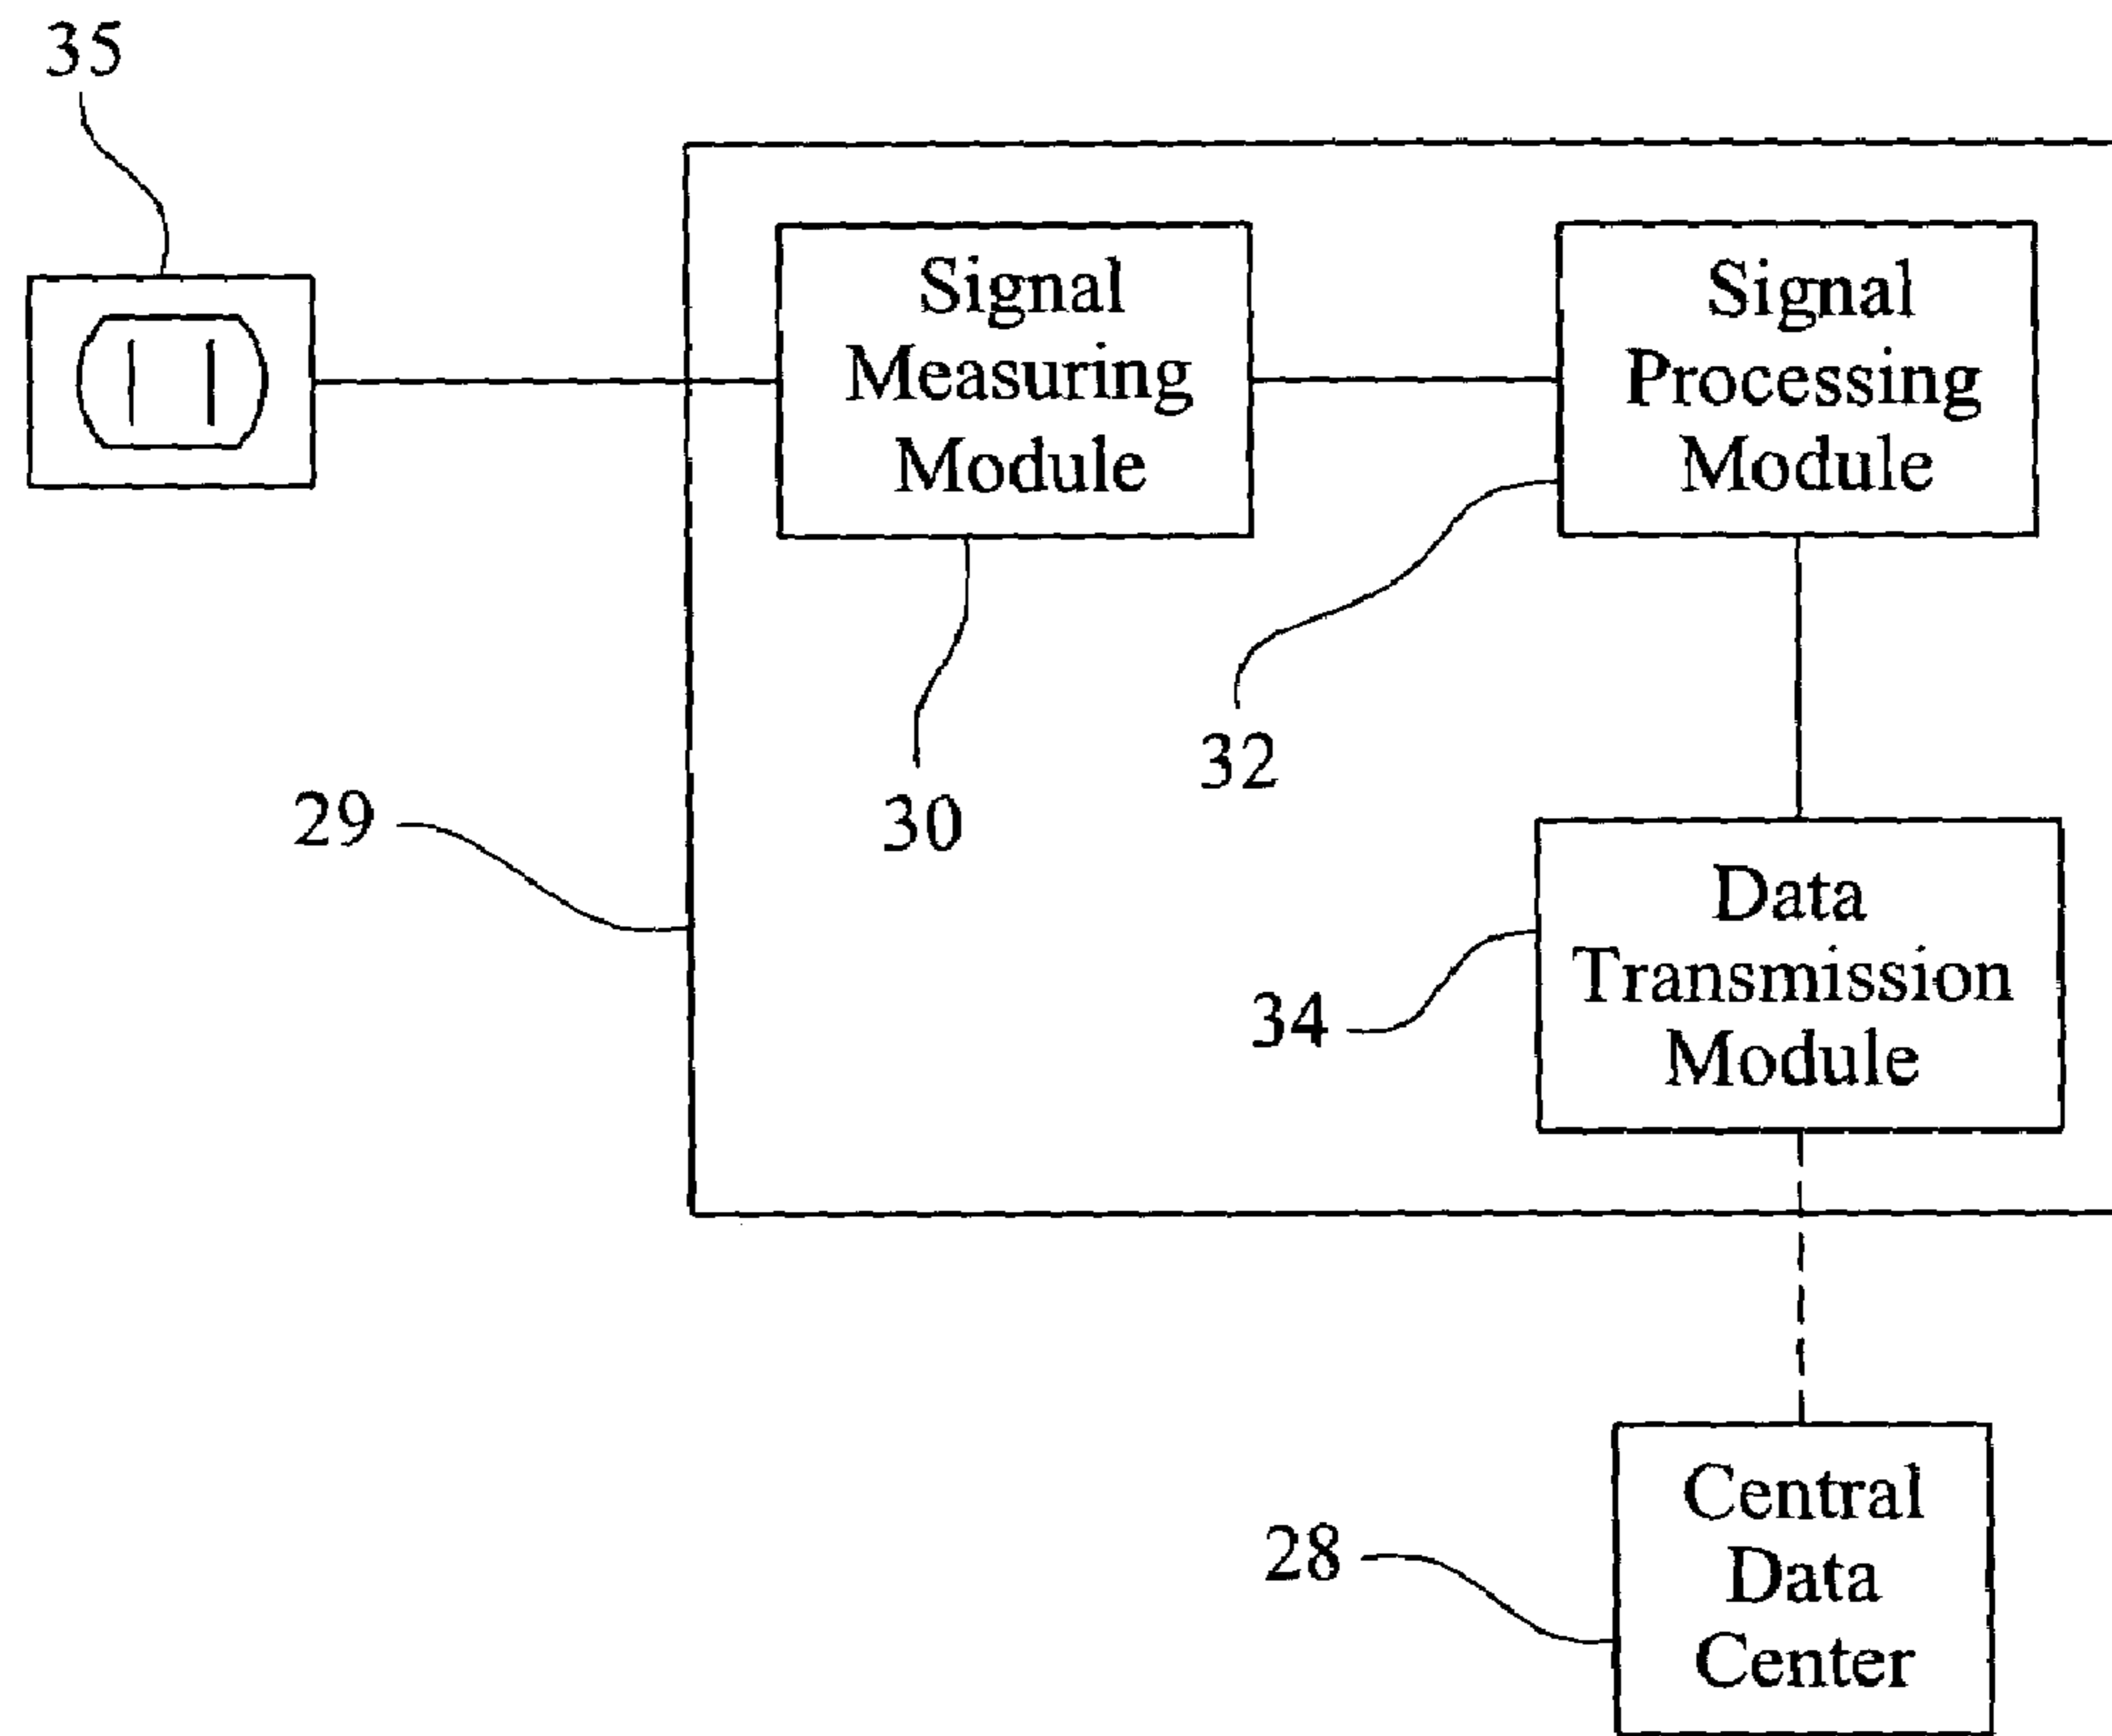 35
Signal
Measuring
Module
Signal
Processing
Module
32
30
29
Data
Transmission
Module
34
Central
Data
Center
28